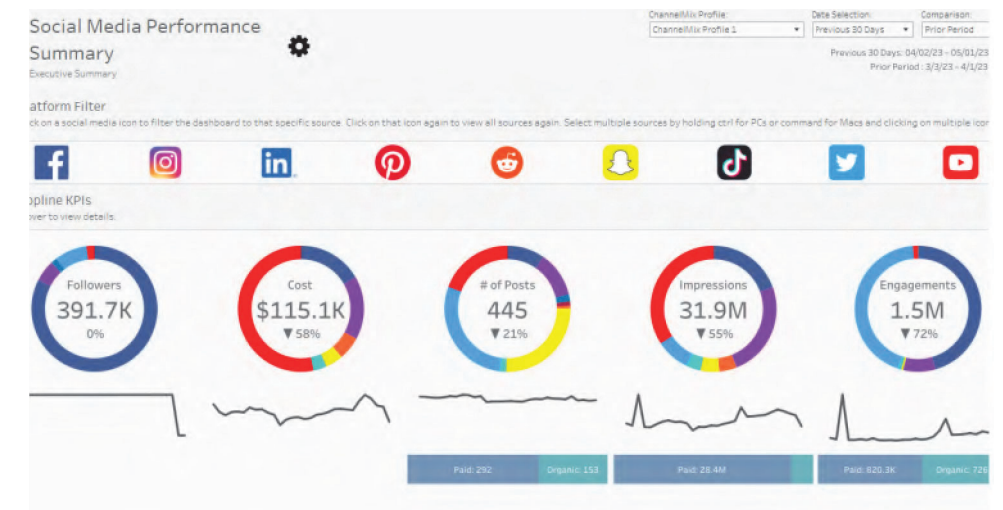 Social Media Performance
Summary
Executive Summary
ChannelMix Profile:
ChannelMix Profile 1
Date Selection:
Previous 30 Days
Comparison:
Prior Period
Previous 30 Days: 04/02/23 - 05/01/23
Prior Period : 3/3/23 - 4/1/23
atform Filter
ck on a social media icon to filter the dashboard to that specific source. Click on that icon again to view all sources again. Select multiple sources by holding ctrl for PCs or command for Macs and clicking on multiple icor
in
opline KPIs
over to view details.
Followers
391.7K
0%
Cost
$115.1K
▼ 58%
# of Posts
445
▼ 21%
Impressions
31.9M
▼ 55%
Engagements
1.5M
▼ 72%
Paid: 292
Organic: 153
Paid: 28.4M
Paid: 820.3K
Organic: 726